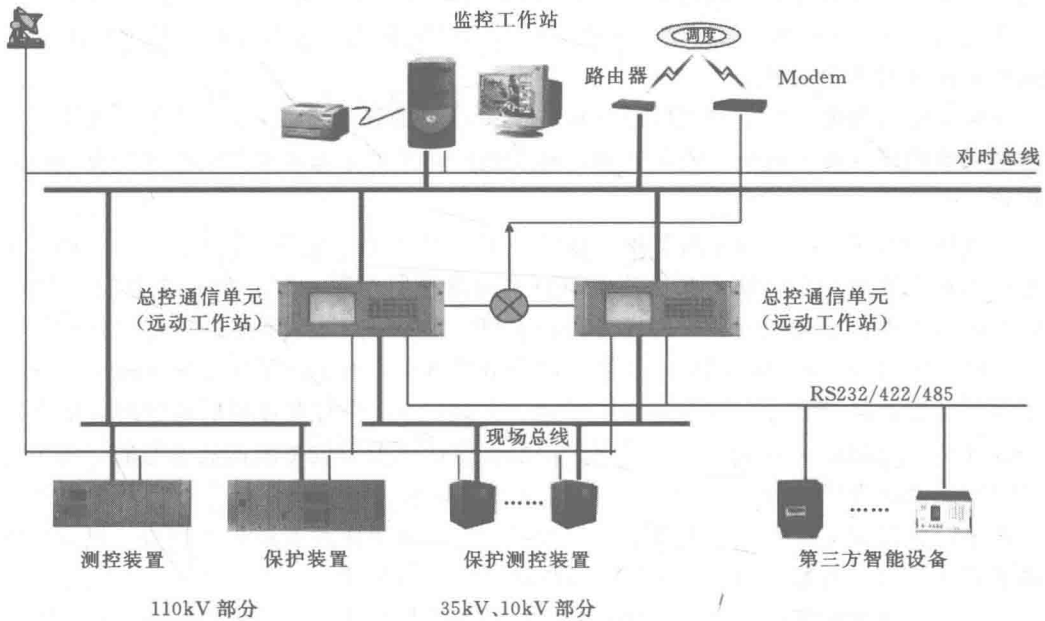 监控工作站
调度
路由器
Modem
对时总线
总控通信单元
（远动工作站）
总控通信单元
（远动工作站）
RS232/422/485
现场总线
······
······
测控装置
保护装置
保护测控装置
第三方智能设备
110kV 部分
35kV、10kV 部分